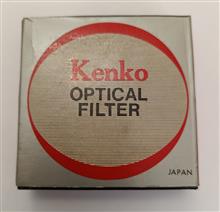 Kenko
OPTICAL
FILTER
JAPAN